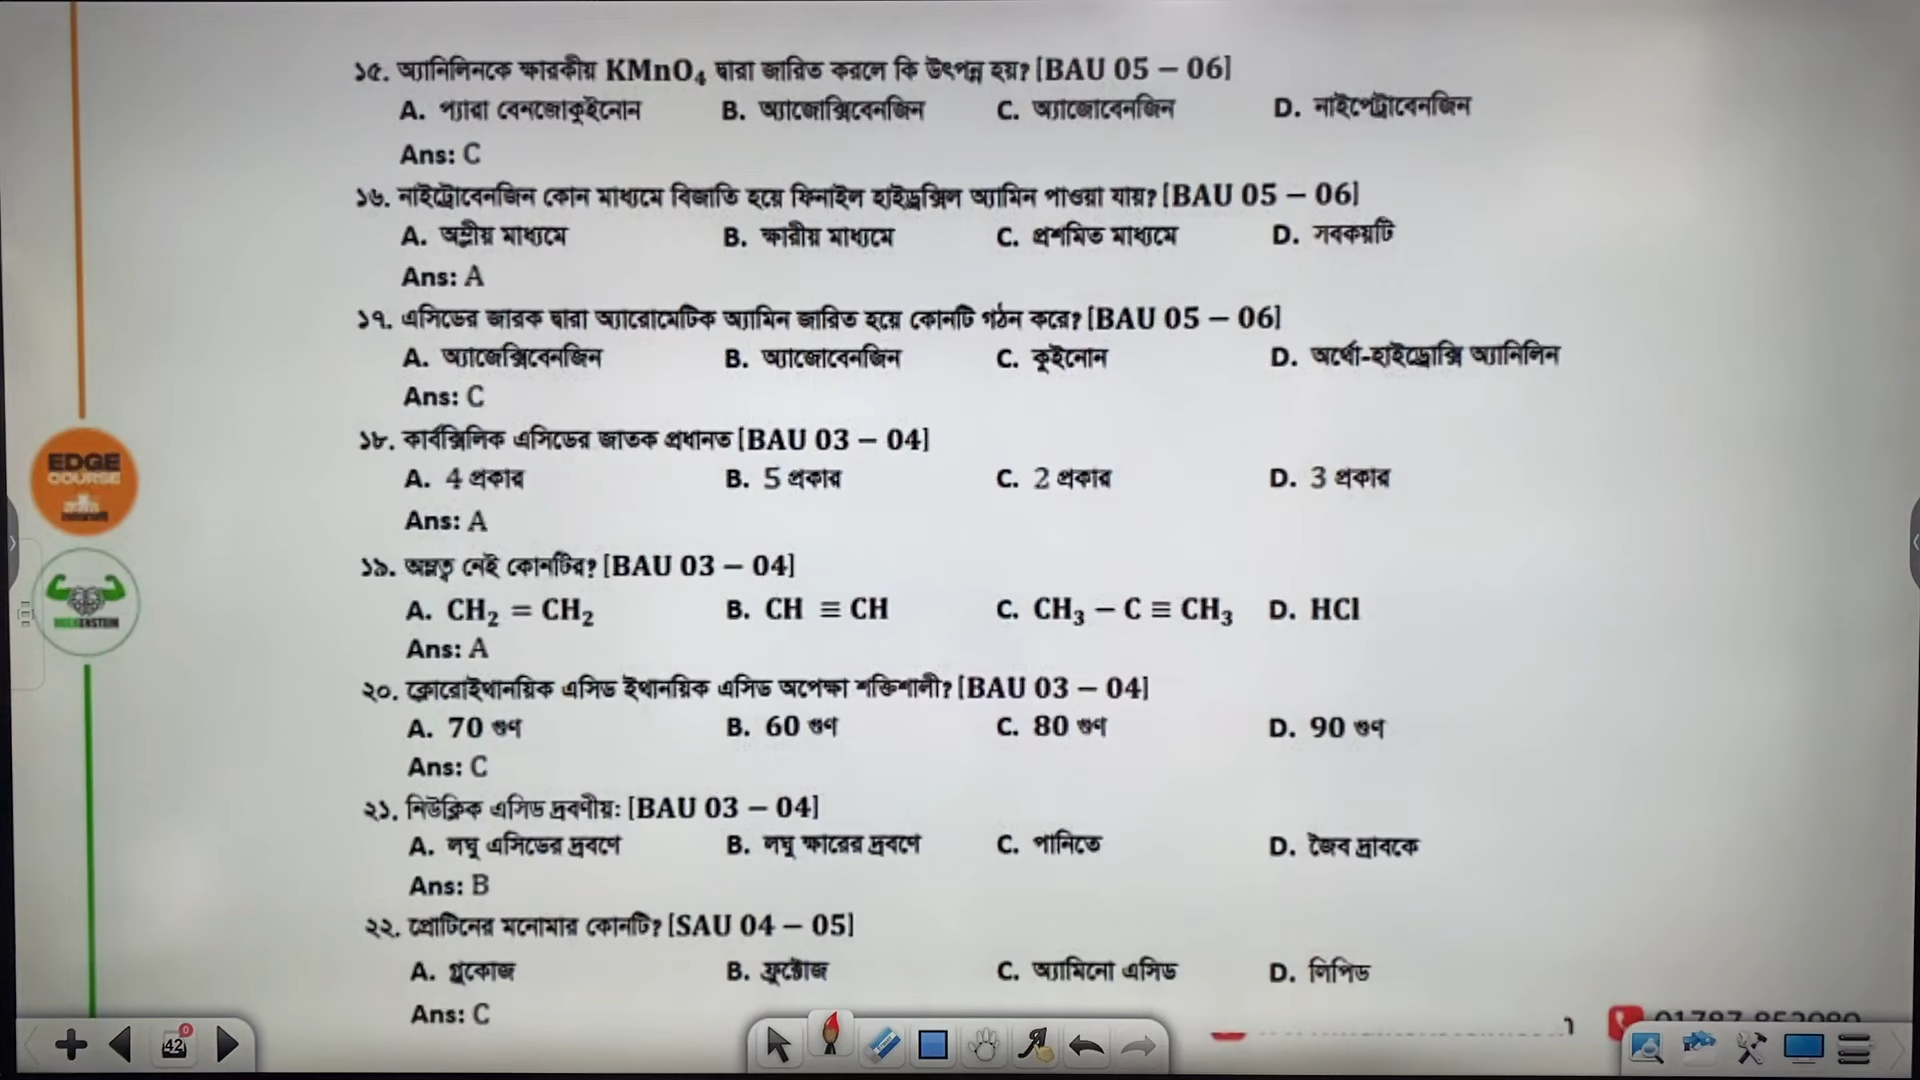 ১৫. অ্যানিলিনকে ক্ষারকীয় KMnO₄ দ্বারা জারিত করলে কি উৎপন্ন হয়? [BAU 05 – 06]
A. প্যারা বেনজোকুইনোন B. অ্যাজোক্সিবেনজিন C. অ্যাজোবেনজিন D. নাইট্রোবেনজিন
Ans: C
১৬. নাইট্রোবেনজিন কোন মাধ্যমে বিজাতি হয়ে ফিনাইল হাইড্রক্সিল অ্যামিন পাওয়া যায়? [BAU 05 – 06]
A. অম্লীয় মাধ্যমে B. ক্ষারীয় মাধ্যমে C. প্রশমিত মাধ্যমে D. সবকয়টি
Ans: A
১৭. এসিডের জারক দ্বারা অ্যারোমেটিক অ্যামিন জারিত হয়ে কোনটি গঠন করে? [BAU 05 – 06]
A. অ্যাজেক্সিবেনজিন B. অ্যাজোবেনজিন C. কুইনোন D. অর্থো-হাইড্রোক্সি অ্যানিলিন
Ans: C
১৮. কার্বক্সিলিক এসিডের জাতক প্রধানত [BAU 03 – 04]
A. 4 প্রকার B. 5 প্রকার C. 2 প্রকার D. 3 প্রকার
Ans: A
১৯. অম্লত্ব নেই কোনটির? [BAU 03 – 04]
A. CH₂ = CH₂ B. CH ≡ CH C. CH₃ – C ≡ CH₃ D. HCl
Ans: A
২০. ক্লোরোইথানয়িক এসিড ইথানয়িক এসিড অপেক্ষা শক্তিশালী? [BAU 03 – 04]
A. 70 গুণ B. 60 গুণ C. 80 গুণ D. 90 গুণ
Ans: C
২১. নিউক্লিক এসিড দ্রবণীয়: [BAU 03 – 04]
A. লঘু এসিডের দ্রবণে B. লঘু ক্ষারের দ্রবণে C. পানিতে D. জৈব দ্রাবকে
Ans: B
২২. প্রোটিনের মনোমার কোনটি? [SAU 04 – 05]
A. গ্লুকোজ B. ফ্রুক্টোজ C. অ্যামিনো এসিড D. লিপিড
Ans: C
EDGE
COURSE
42
0